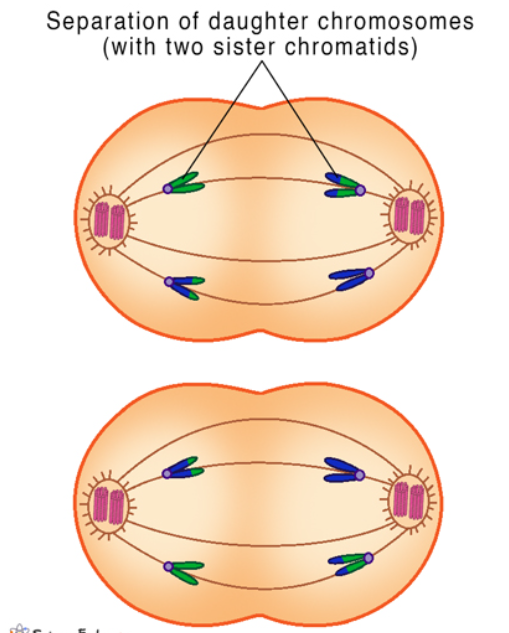 Separation of daughter chromosomes
(with two sister chromatids)